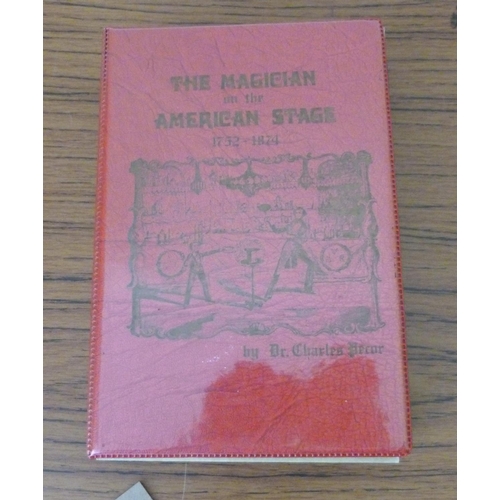 THE MAGICIAN
on the
AMERICAN STAGE
1752-1874
by Dr. Charles Pecor